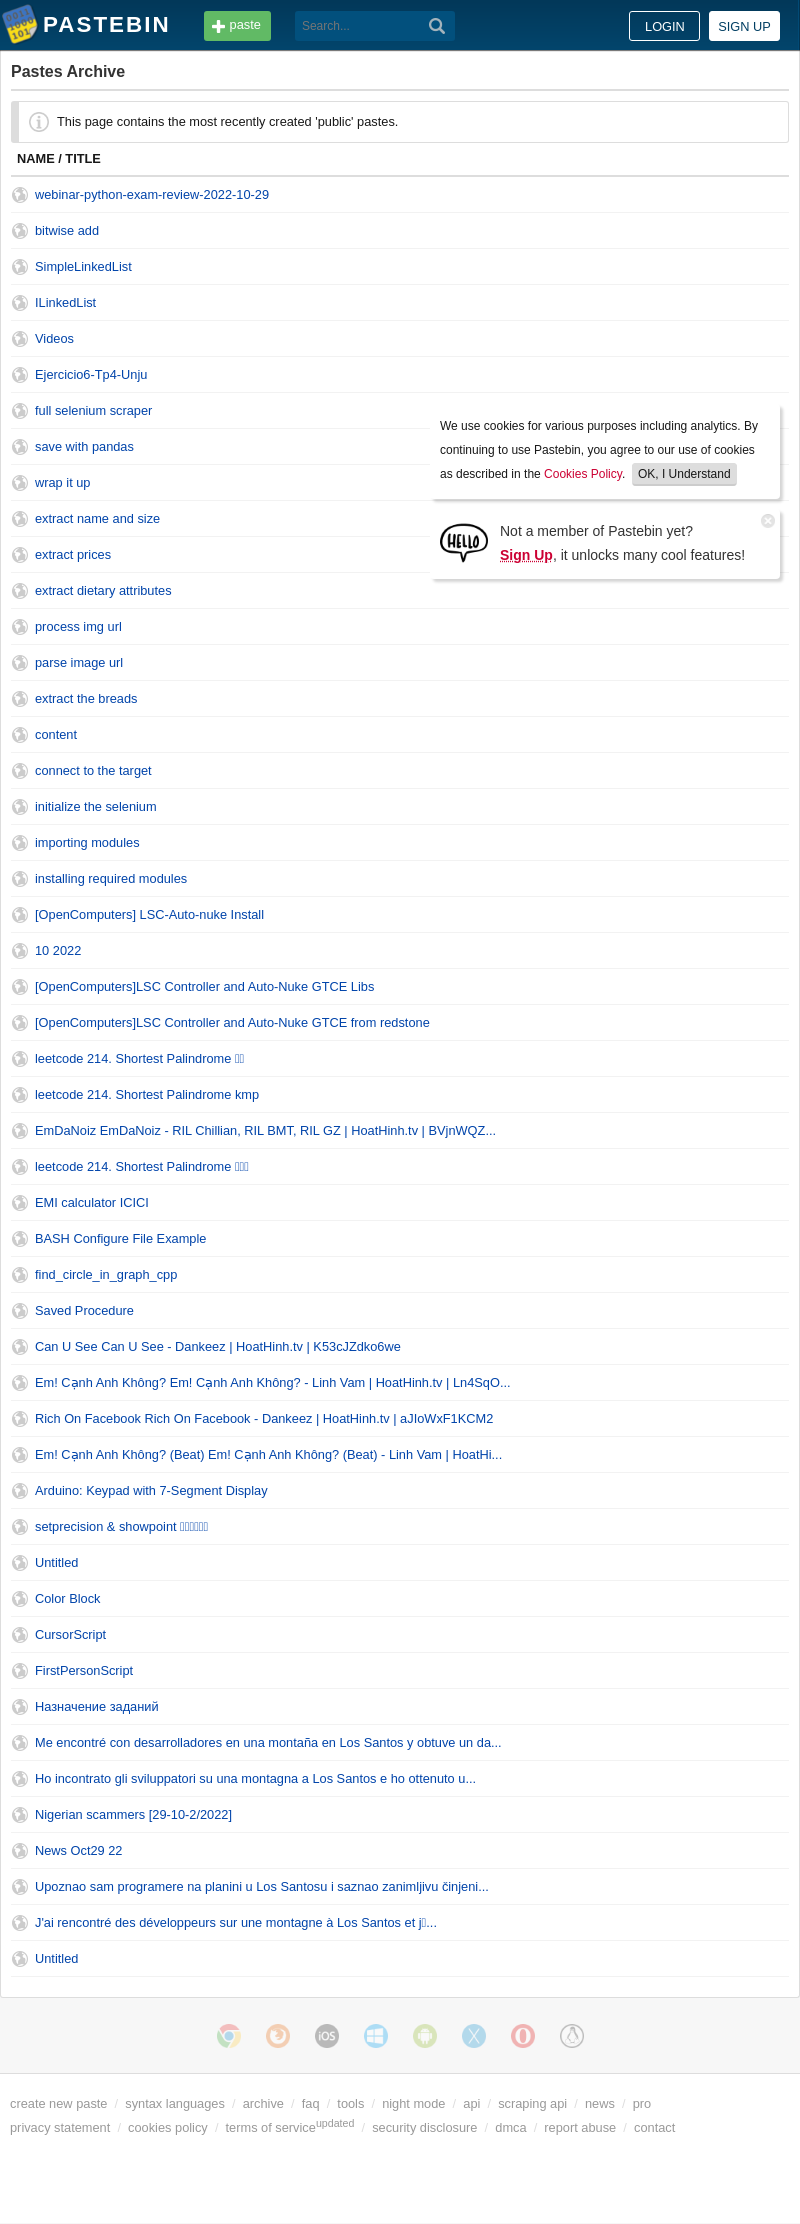 PASTEBIN
paste
Search...
LOGIN
SIGN UP
Pastes Archive
This page contains the most recently created 'public' pastes.
NAME / TITLE
webinar-python-exam-review-2022-10-29
bitwise add
SimpleLinkedList
ILinkedList
Videos
Ejercicio6-Tp4-Unju
full selenium scraper
save with pandas
wrap it up
extract name and size
extract prices
extract dietary attributes
We use cookies for various purposes including analytics. By
continuing to use Pastebin, you agree to our use of cookies
as described in the Cookies Policy. OK, I Understand
HELLO
Not a member of Pastebin yet?
Sign Up, it unlocks many cool features!
process img url
parse image url
extract the breads
content
connect to the target
initialize the selenium
importing modules
installing required modules
[OpenComputers] LSC-Auto-nuke Install
10 2022
[OpenComputers]LSC Controller and Auto-Nuke GTCE Libs
[OpenComputers]LSC Controller and Auto-Nuke GTCE from redstone
leetcode 214. Shortest Palindrome
leetcode 214. Shortest Palindrome kmp
EmDaNoiz EmDaNoiz - RIL Chillian, RIL BMT, RIL GZ | HoatHinh.tv | BVjnWQZ...
leetcode 214. Shortest Palindrome
EMI calculator ICICI
BASH Configure File Example
find_circle_in_graph_cpp
Saved Procedure
Can U See Can U See - Dankeez | HoatHinh.tv | K53cJZdko6we
Em! Cạnh Anh Không? Em! Cạnh Anh Không? - Linh Vam | HoatHinh.tv | Ln4SqO...
Rich On Facebook Rich On Facebook - Dankeez | HoatHinh.tv | aJIoWxF1KCM2
Em! Cạnh Anh Không? (Beat) Em! Cạnh Anh Không? (Beat) - Linh Vam | HoatHi...
Arduino: Keypad with 7-Segment Display
setprecision & showpoint
Untitled
Color Block
CursorScript
FirstPersonScript
Назначение заданий
Me encontré con desarrolladores en una montaña en Los Santos y obtuve un da...
Ho incontrato gli sviluppatori su una montagna a Los Santos e ho ottenuto u...
Nigerian scammers [29-10-2/2022]
News Oct29 22
Upoznao sam programere na planini u Los Santosu i saznao zanimljivu činjeni...
J'ai rencontré des développeurs sur une montagne à Los Santos et j...
Untitled
iOS
create new paste / syntax languages / archive / faq / tools / night mode / api / scraping api / news / pro
privacy statement / cookies policy / terms of service updated / security disclosure / dmca / report abuse / contact